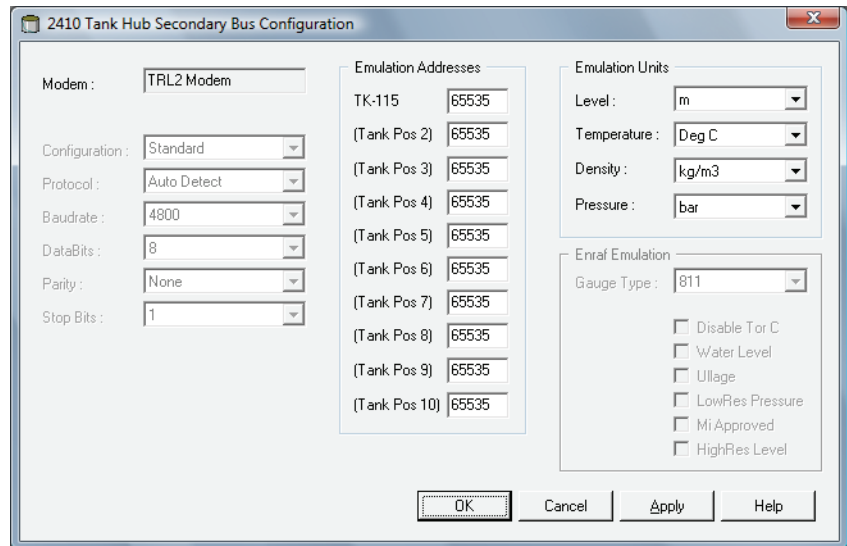 2410 Tank Hub Secondary Bus Configuration
Modem : TRL2 Modem
Configuration : Standard
Protocol : Auto Detect
Baudrate : 4800
DataBits : 8
Parity : None
Stop Bits : 1
Emulation Addresses
TK-115 65535
(Tank Pos 2) 65535
(Tank Pos 3) 65535
(Tank Pos 4) 65535
(Tank Pos 5) 65535
(Tank Pos 6) 65535
(Tank Pos 7) 65535
(Tank Pos 8) 65535
(Tank Pos 9) 65535
(Tank Pos 10) 65535
Emulation Units
Level : m
Temperature : Deg C
Density : kg/m3
Pressure : bar
Enraf Emulation
Gauge Type : 811
Disable Tor C
Water Level
Ullage
LowRes Pressure
Mi Approved
HighRes Level
OK Cancel Apply Help